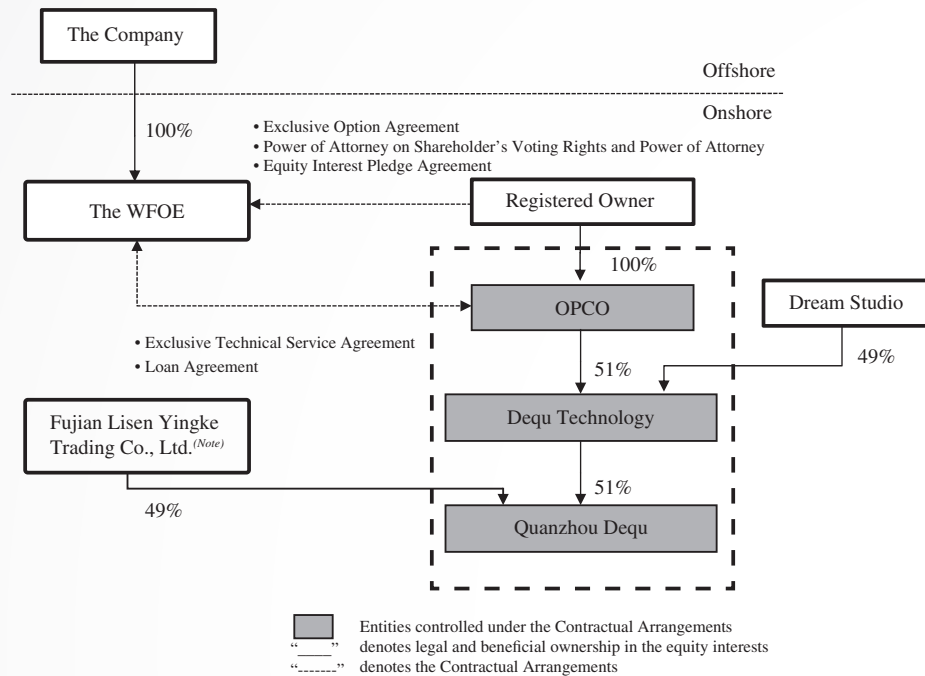 The Company
Offshore
Onshore
100%
• Exclusive Option Agreement
• Power of Attorney on Shareholder's Voting Rights and Power of Attorney
• Equity Interest Pledge Agreement
The WFOE
Registered Owner
100%
OPCO
Dream Studio
• Exclusive Technical Service Agreement
• Loan Agreement
51%
49%
Dequ Technology
Fujian Lisen Yingke
Trading Co., Ltd.(Note)
49%
51%
Quanzhou Dequ
Entities controlled under the Contractual Arrangements
“____” denotes legal and beneficial ownership in the equity interests
“-------” denotes the Contractual Arrangements